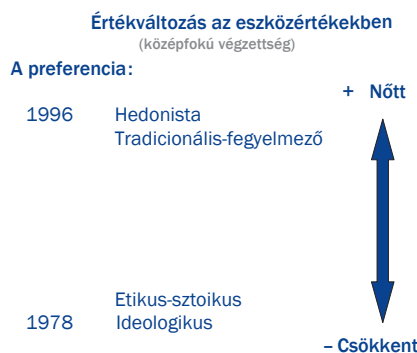 Értékváltozás az eszközértékekben
(középfokú végzettség)
A preferencia:
+ Nőtt
1996 Hedonista
Tradicionális-fegyelmező
Etikus-sztoikus
1978 Ideologikus
– Csökkent